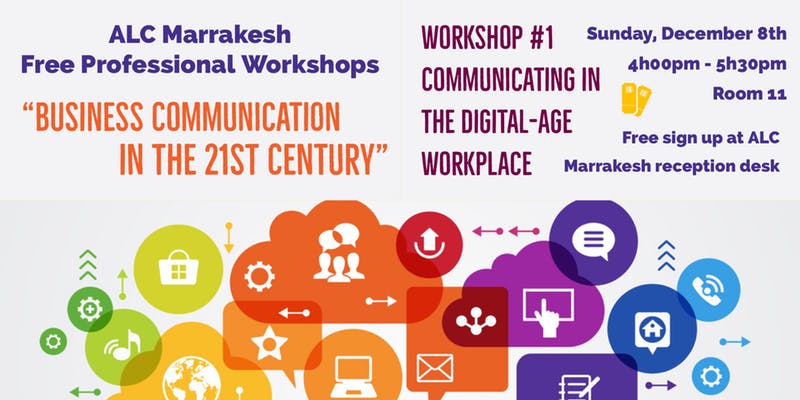 ALC Marrakesh
Free Professional Workshops
“BUSINESS COMMUNICATION
IN THE 21ST CENTURY”
WORKSHOP #1
COMMUNICATING IN
THE DIGITAL-AGE
WORKPLACE
Sunday, December 8th
4h00pm - 5h30pm
Room 11
Free sign up at ALC
Marrakesh reception desk